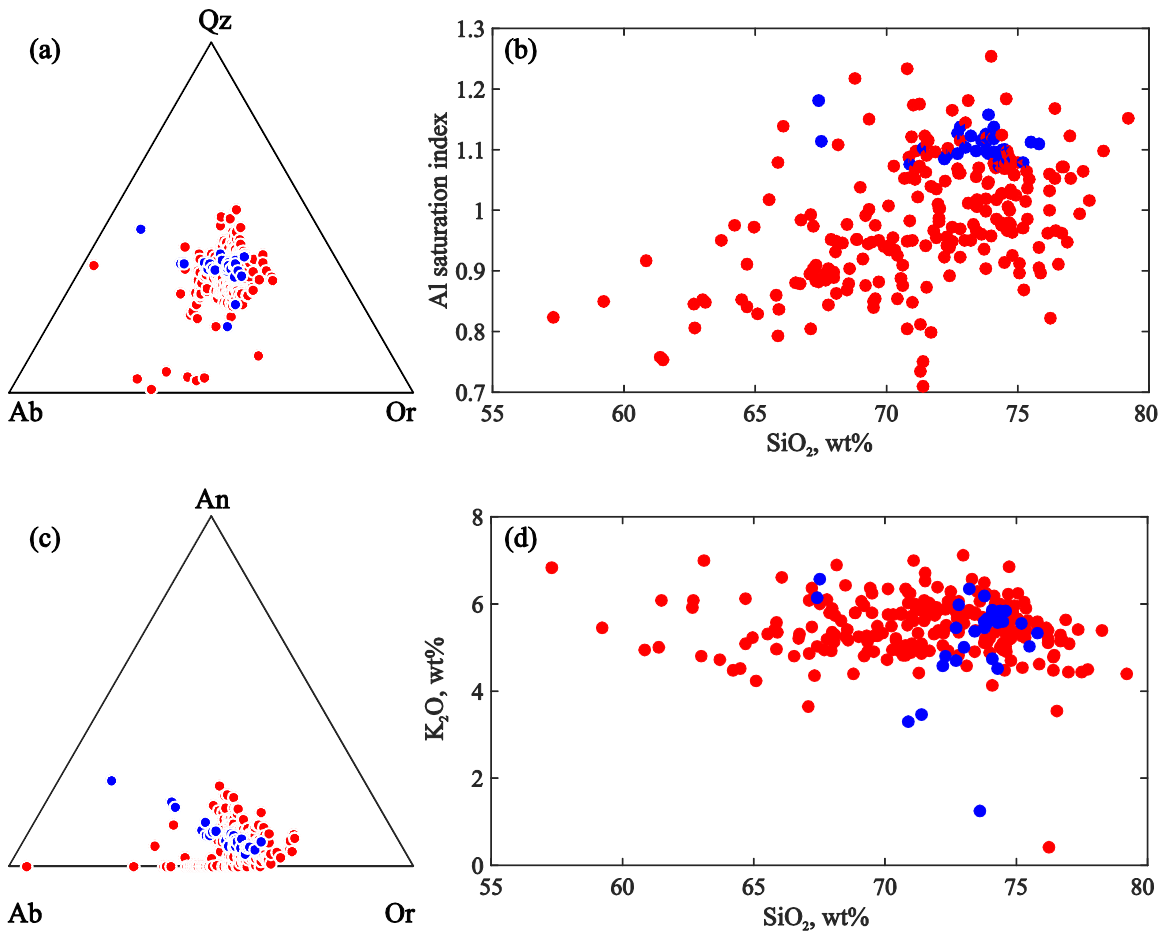 (a)
Qz
Ab
Or
(b)
Al saturation index
1.3
1.2
1.1
1
0.9
0.8
0.7
55
60
65
70
75
80
SiO₂, wt%
(c)
An
Ab
Or
(d)
K₂O, wt%
8
6
4
2
0
55
60
65
70
75
80
SiO₂, wt%